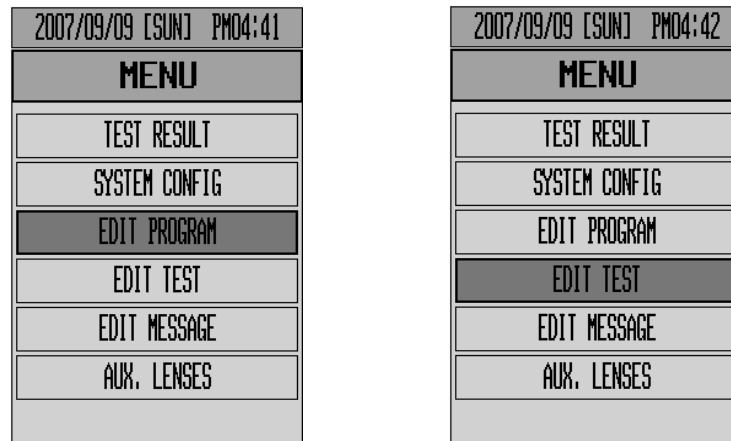 2007/09/09 [SUN] PM04:41
MENU
TEST RESULT
SYSTEM CONFIG
EDIT PROGRAM
EDIT TEST
EDIT MESSAGE
AUX. LENSES
2007/09/09 [SUN] PM04:42
MENU
TEST RESULT
SYSTEM CONFIG
EDIT PROGRAM
EDIT TEST
EDIT MESSAGE
AUX. LENSES